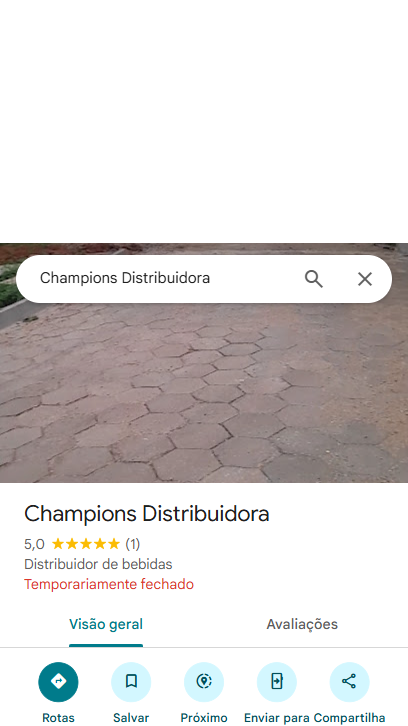 Champions Distribuidora
Champions Distribuidora
5,0 (1)
Distribuidor de bebidas
Temporariamente fechado
Visão geral Avaliações
Rotas Salvar Próximo Enviar para Compartilha